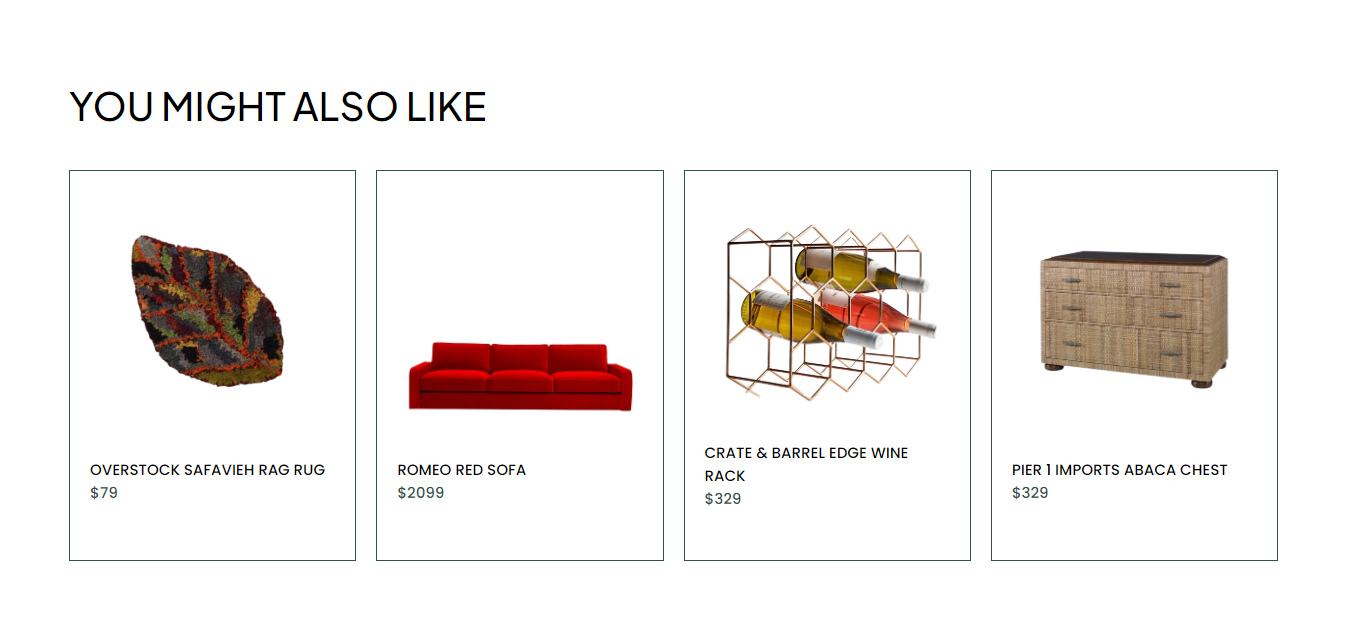 YOU MIGHT ALSO LIKE
OVERSTOCK SAFAVIEH RAG RUG
$79
ROMEO RED SOFA
$2099
CRATE & BARREL EDGE WINE
RACK
$329
PIER 1 IMPORTS ABACA CHEST
$329